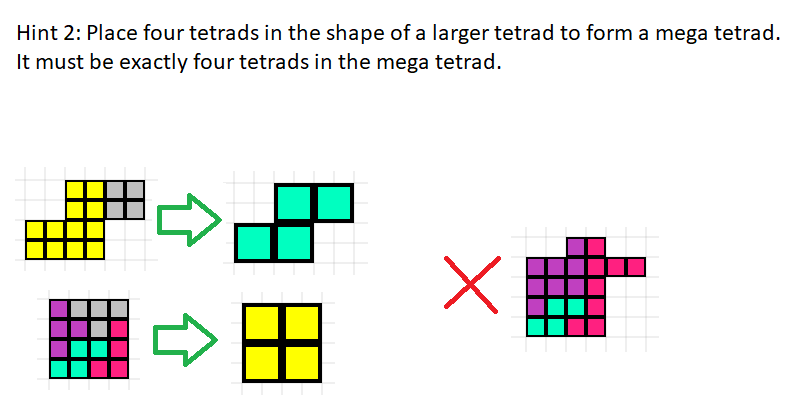 Hint 2: Place four tetrads in the shape of a larger tetrad to form a mega tetrad.
It must be exactly four tetrads in the mega tetrad.